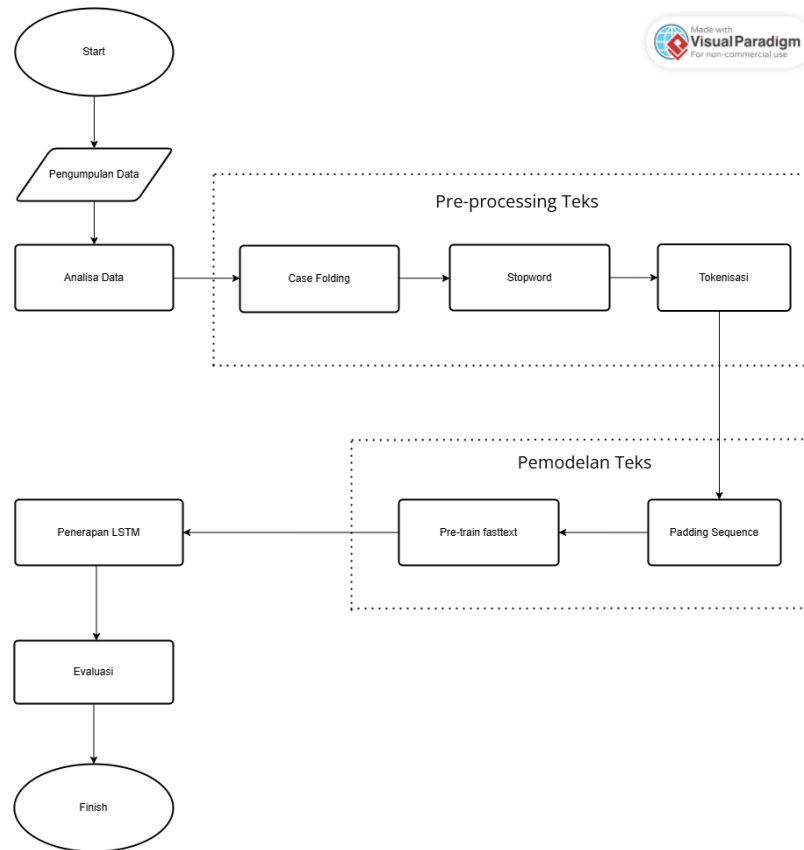 Start
Made with
Visual Paradigm
For non-commercial use
Pengumpulan Data
Pre-processing Teks
Analisa Data
Case Folding
Stopword
Tokenisasi
Pemodelan Teks
Penerapan LSTM
Pre-train fasttext
Padding Sequence
Evaluasi
Finish